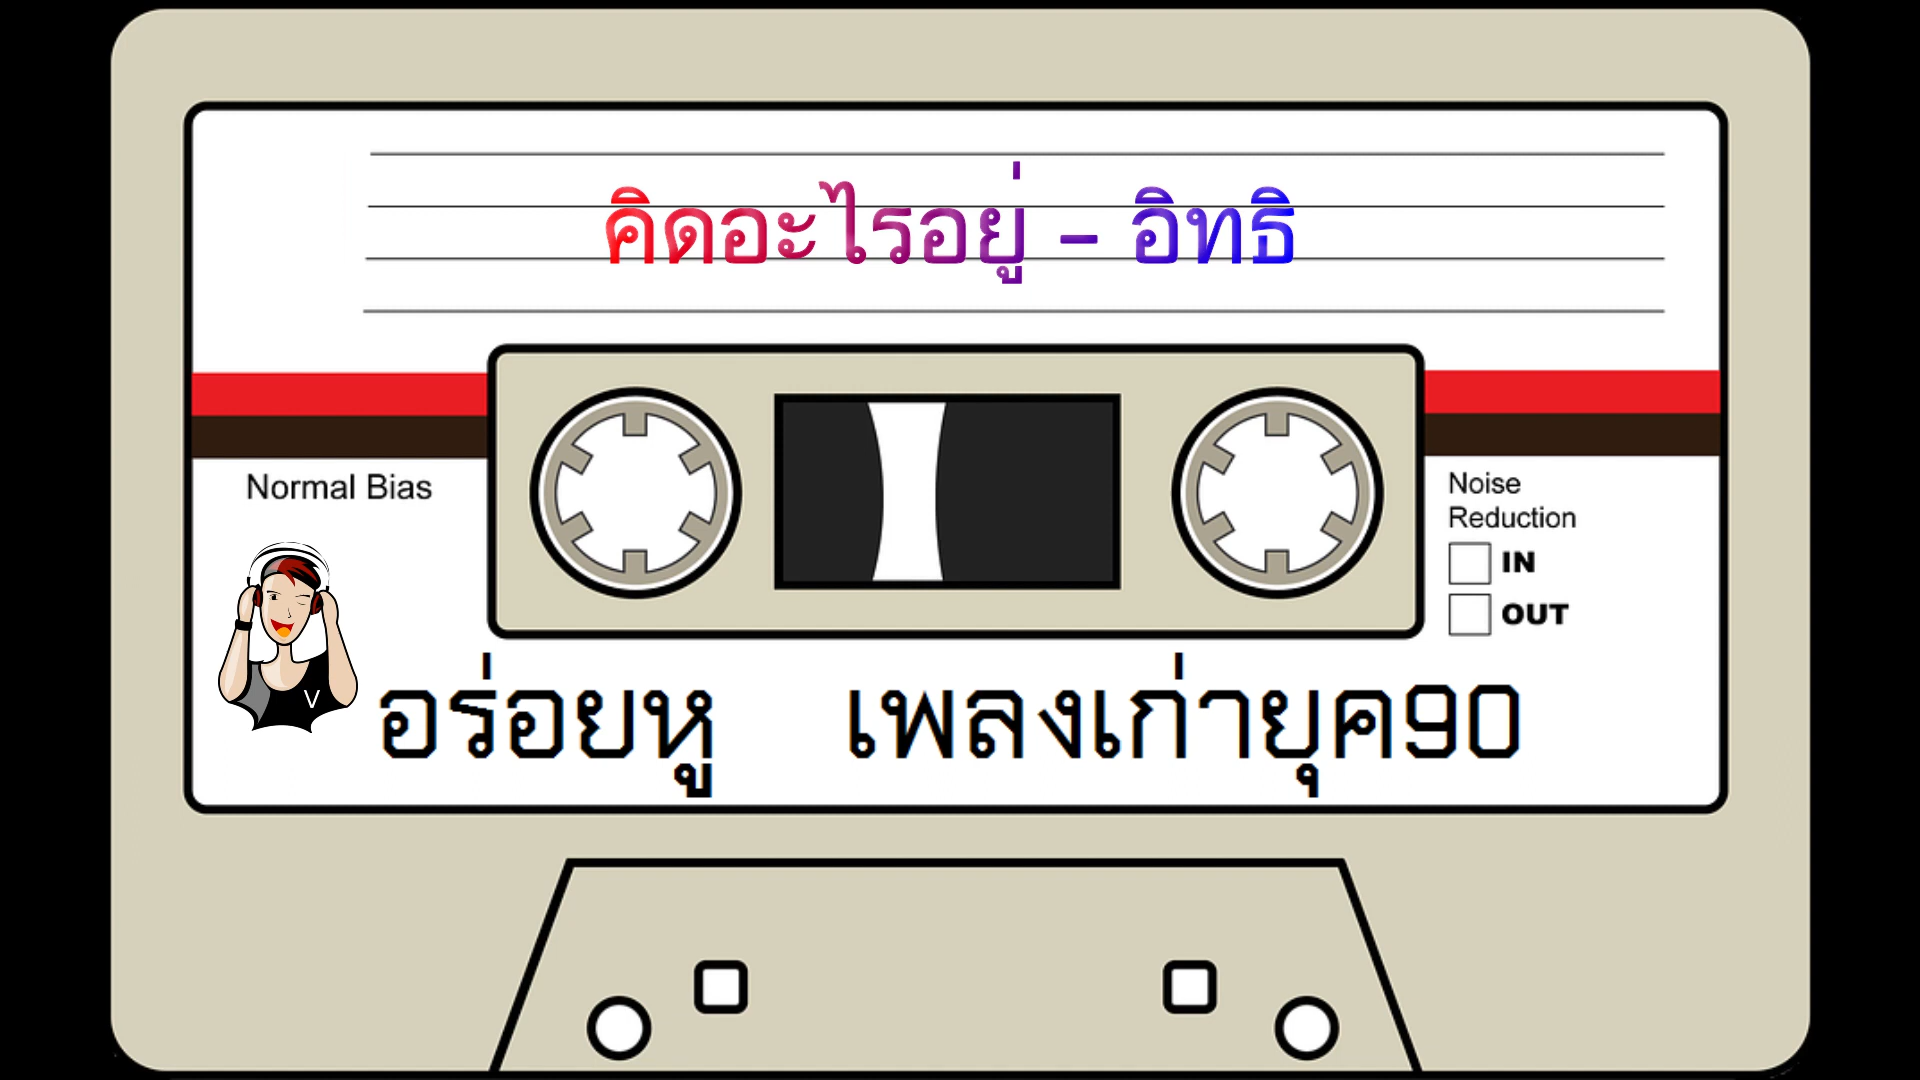 คิดอะไรอยู่ - อิทธิ
Normal Bias
Noise
Reduction
IN
OUT
V
อร่อยหู เพลงเก่ายุค90